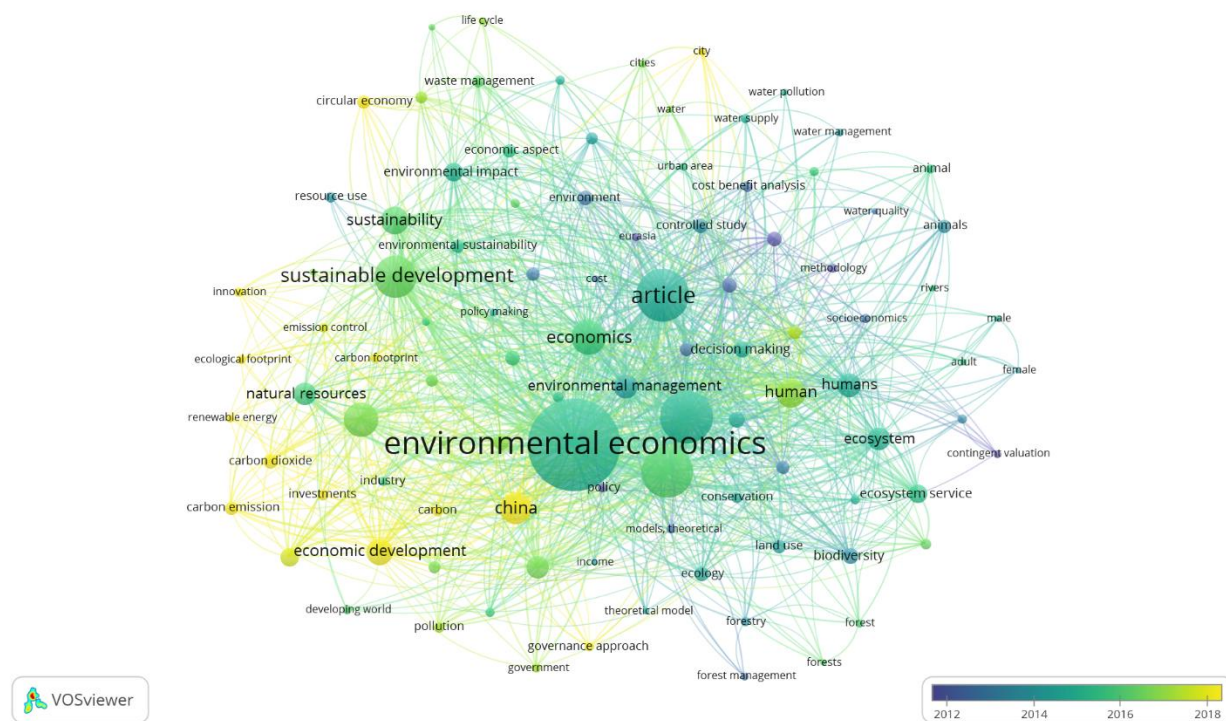 life cycle
city
cities
waste management
water pollution
circular economy
water
water supply
water management
economic aspect
urban area
environmental impact
animal
cost benefit analysis
resource use
environment
water quality
sustainability
controlled study
animals
eurasia
environmental sustainability
methodology
sustainable development
cost
rivers
innovation
article
policy making
socioeconomics
male
emission control
economics
decision making
ecological footprint
carbon footprint
adult
female
environmental management
natural resources
human
humans
renewable energy
environmental economics
ecosystem
contingent valuation
carbon dioxide
industry
policy
conservation
ecosystem service
investments
carbon emission
carbon
china
models, theoretical
economic development
land use
biodiversity
income
ecology
developing world
theoretical model
pollution
forestry
forest
governance approach
government
forests
forest management
VOSviewer
2012
2014
2016
2018